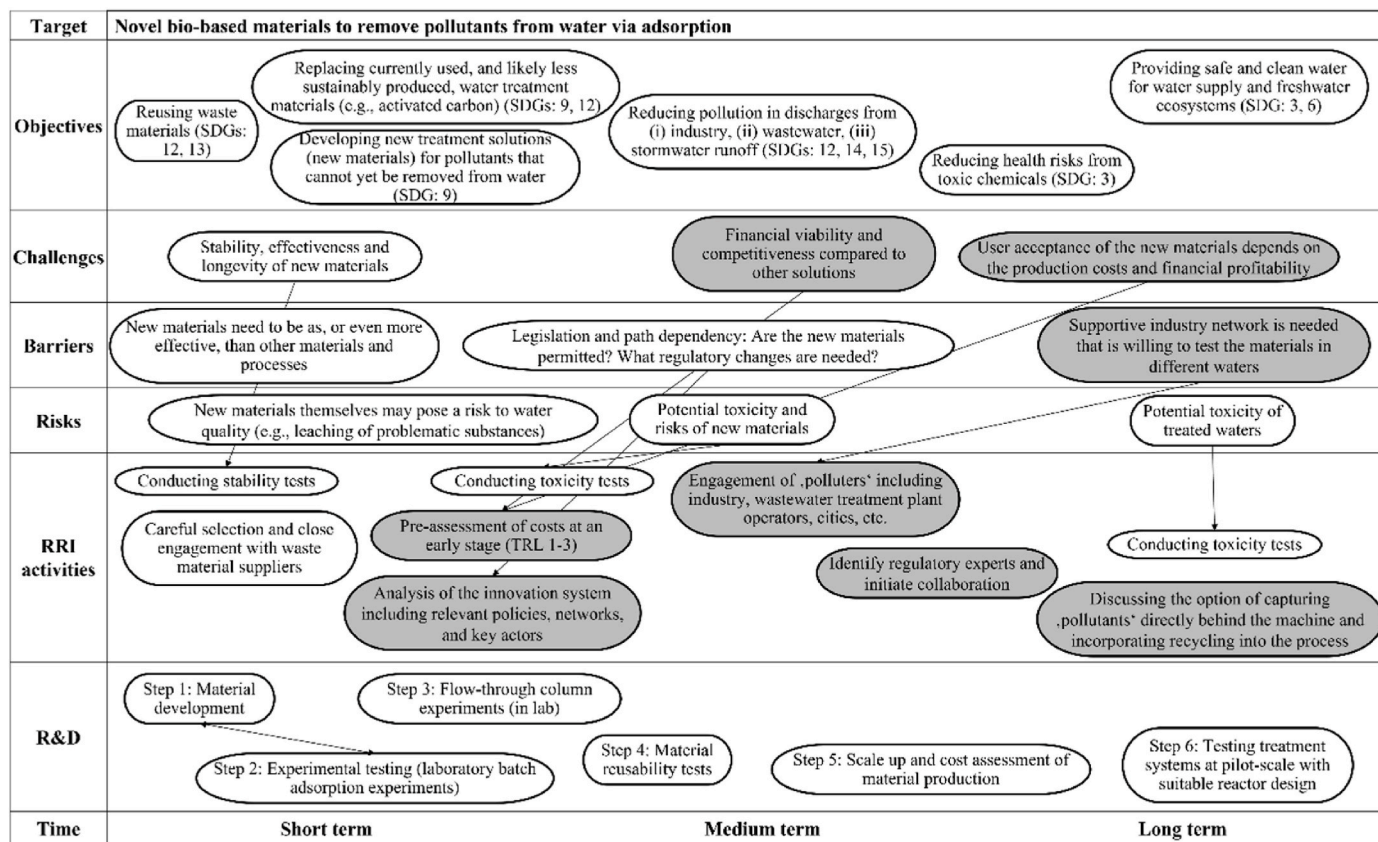 Target
Novel bio-based materials to remove pollutants from water via adsorption
Objectives
Reusing waste
materials (SDGs:
12, 13)
Replacing currently used, and likely less
sustainably produced, water treatment
materials (e.g., activated carbon) (SDGs: 9, 12)
Developing new treatment solutions
(new materials) for pollutants that
cannot yet be removed from water
(SDG: 9)
Reducing pollution in discharges from
(i) industry, (ii) wastewater, (iii)
stormwater runoff (SDGs: 12, 14, 15)
Reducing health risks from
toxic chemicals (SDG: 3)
Providing safe and clean water
for water supply and freshwater
ecosystems (SDG: 3, 6)
Challenges
Stability, effectiveness and
longevity of new materials
Financial viability and
competitiveness compared to
other solutions
User acceptance of the new materials depends on
the production costs and financial profitability
Barriers
New materials need to be as, or even more
effective, than other materials and
processes
Legislation and path dependency: Are the new materials
permitted? What regulatory changes are needed?
Supportive industry network is needed
that is willing to test the materials in
different waters
Risks
New materials themselves may pose a risk to water
quality (e.g., leaching of problematic substances)
Potential toxicity and
risks of new materials
Potential toxicity of
treated waters
RRI
activities
Conducting stability tests
Careful selection and close
engagement with waste
material suppliers
Conducting toxicity tests
Pre-assessment of costs at an
early stage (TRL 1-3)
Analysis of the innovation system
including relevant policies, networks,
and key actors
Engagement of ‚polluters‘ including
industry, wastewater treatment plant
operators, cities, etc.
Identify regulatory experts and
initiate collaboration
Conducting toxicity tests
Discussing the option of capturing
‚pollutants‘ directly behind the machine and
incorporating recycling into the process
R&D
Step 1: Material
development
Step 2: Experimental testing (laboratory batch
adsorption experiments)
Step 3: Flow-through column
experiments (in lab)
Step 4: Material
reusability tests
Step 5: Scale up and cost assessment of
material production
Step 6: Testing treatment
systems at pilot-scale with
suitable reactor design
Time
Short term
Medium term
Long term